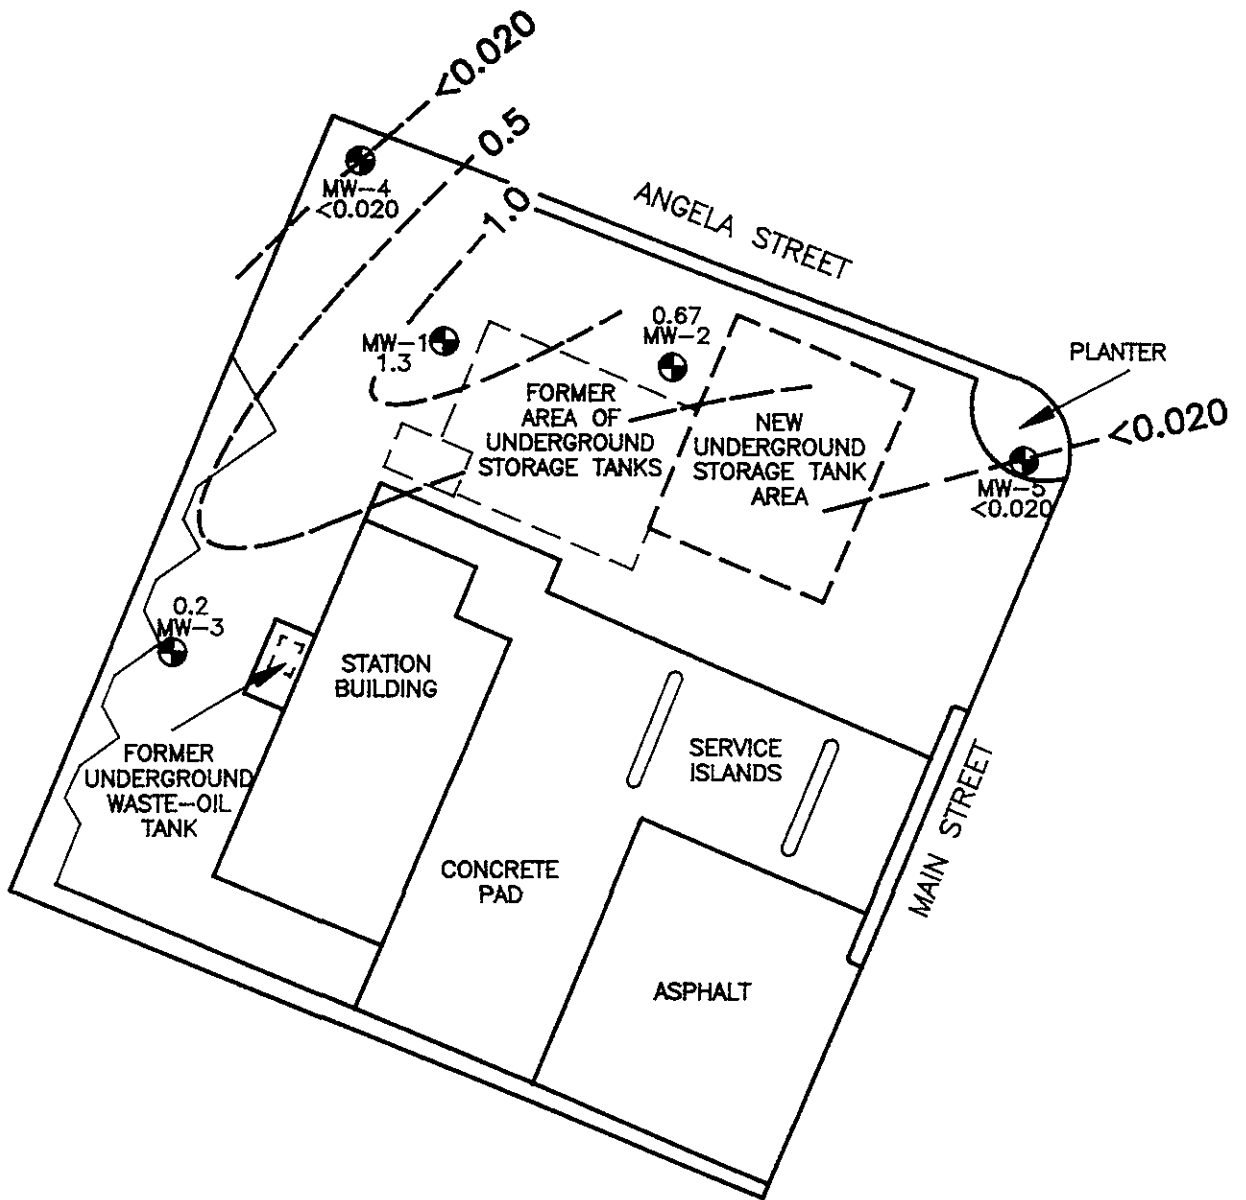 <0.020
0.5
1.0
MW-4
<0.020
ANGELA STREET
0.67
MW-2
MW-1
1.3
PLANTER
<0.020
FORMER
AREA OF
UNDERGROUND
STORAGE TANKS
NEW
UNDERGROUND
STORAGE TANK
AREA
MW-5
<0.020
0.2
MW-3
STATION
BUILDING
FORMER
UNDERGROUND
WASTE-OIL
TANK
SERVICE
ISLANDS
MAIN STREET
CONCRETE
PAD
ASPHALT